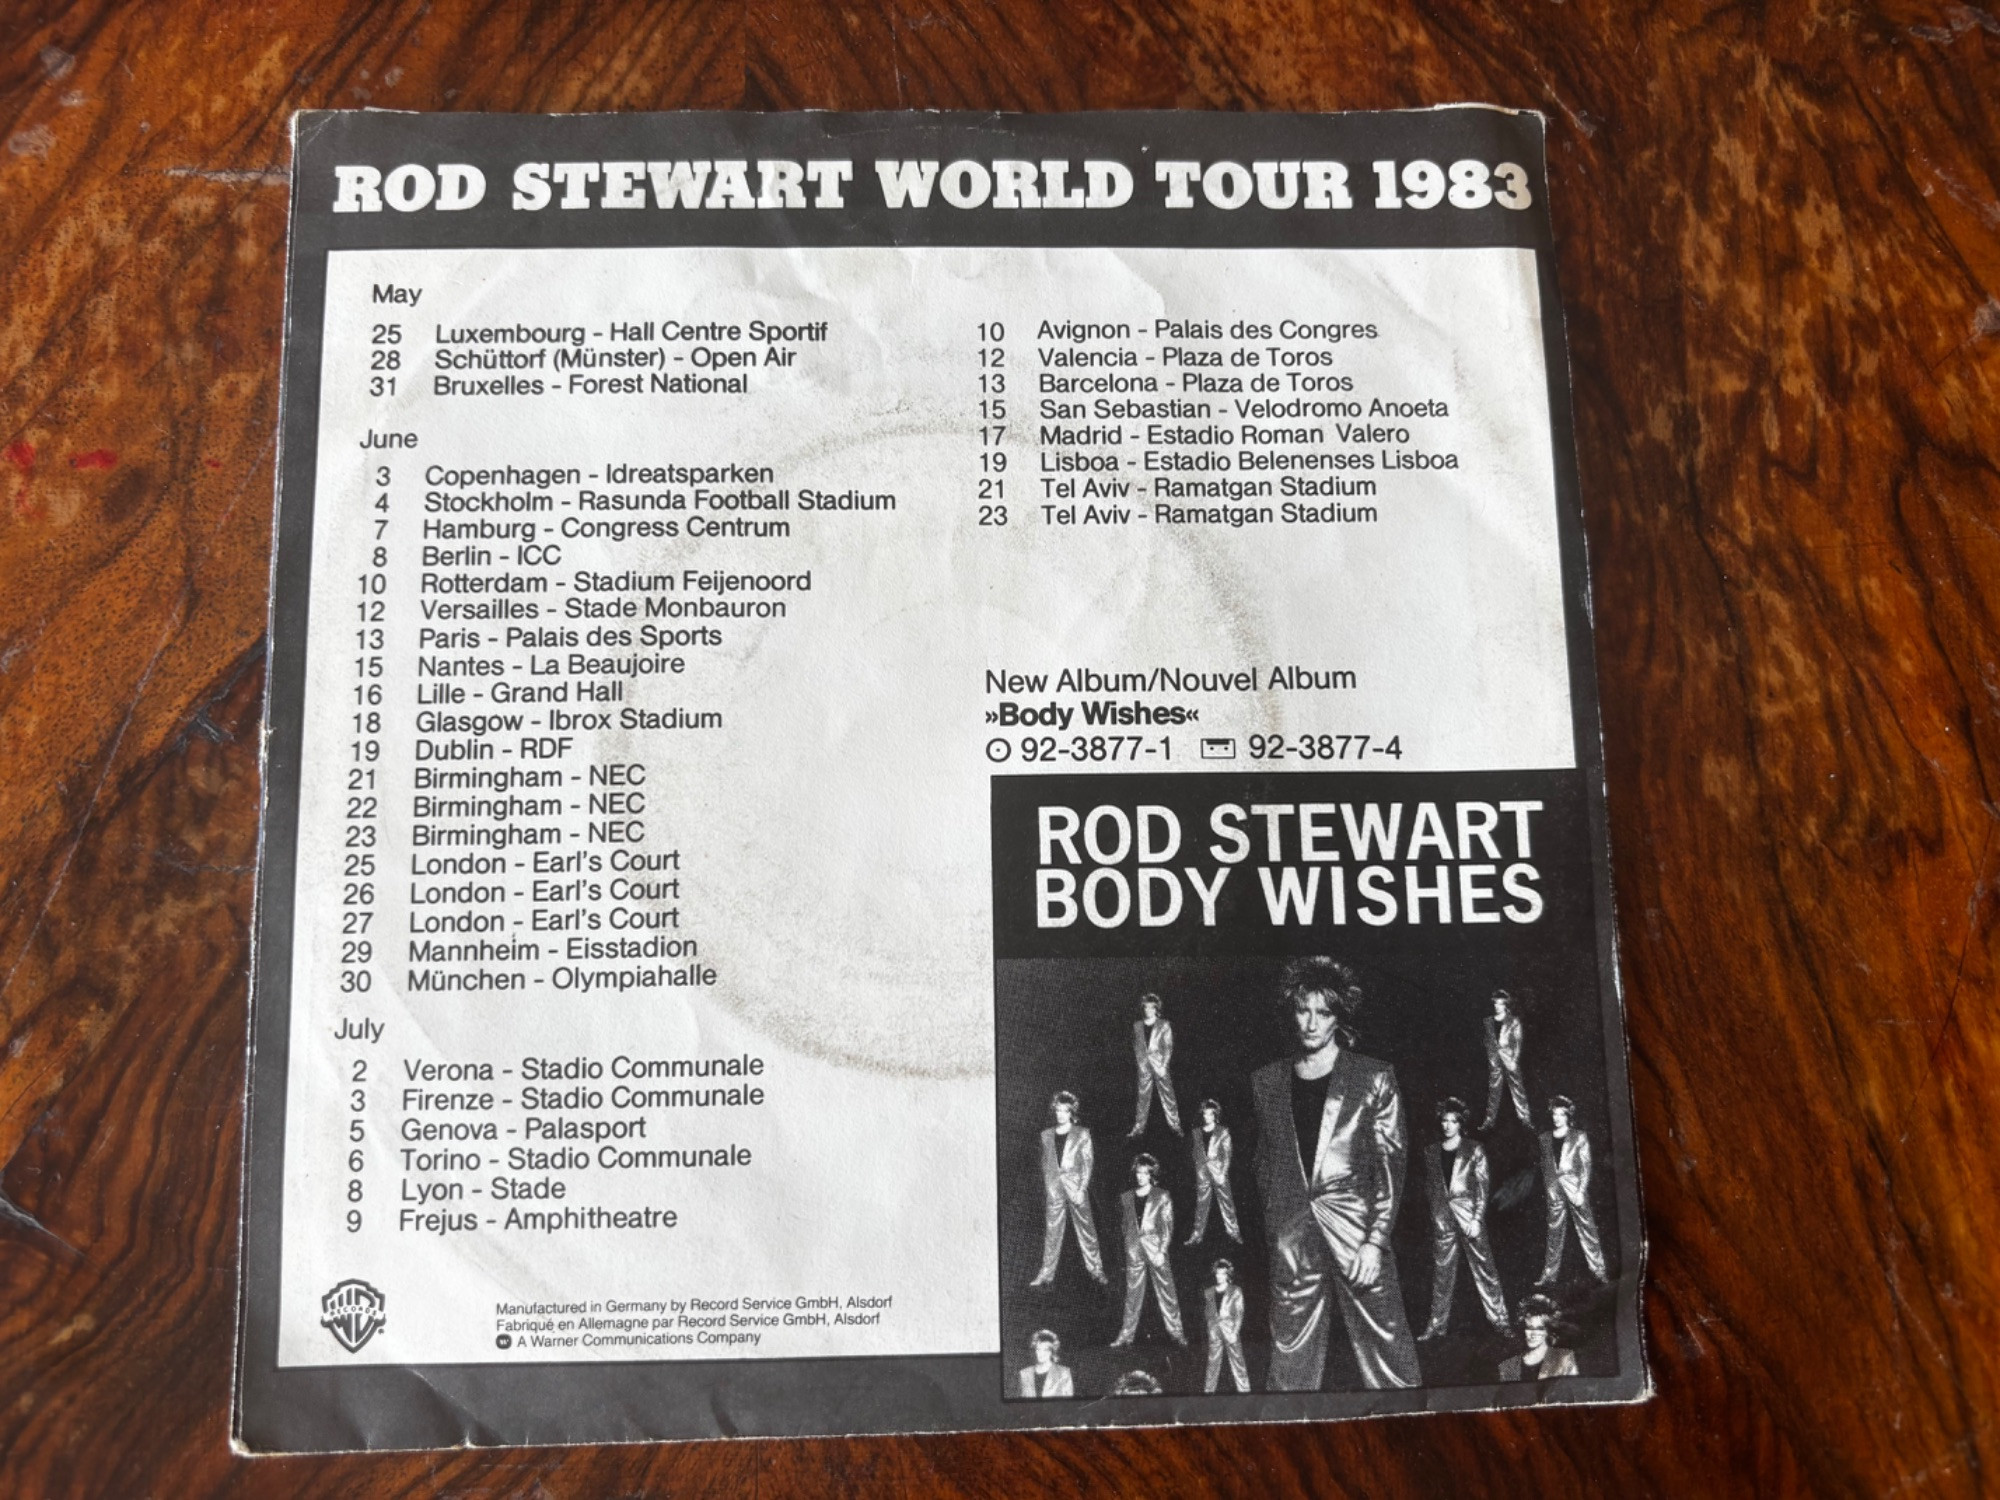 ROD STEWART WORLD TOUR 1983
May
25 Luxembourg - Hall Centre Sportif
28 Schüttorf (Münster) - Open Air
31 Bruxelles - Forest National
June
3 Copenhagen - Idreatsparken
4 Stockholm - Rasunda Football Stadium
7 Hamburg - Congress Centrum
8 Berlin - ICC
10 Rotterdam - Stadium Feijenoord
12 Versailles - Stade Monbauron
13 Paris - Palais des Sports
15 Nantes - La Beaujoire
16 Lille - Grand Hall
18 Glasgow - Ibrox Stadium
19 Dublin - RDF
21 Birmingham - NEC
22 Birmingham - NEC
23 Birmingham - NEC
25 London - Earl's Court
26 London - Earl's Court
27 London - Earl's Court
29 Mannheim - Eisstadion
30 München - Olympiahalle
July
2 Verona - Stadio Communale
3 Firenze - Stadio Communale
5 Genova - Palasport
6 Torino - Stadio Communale
8 Lyon - Stade
9 Frejus - Amphitheatre
10 Avignon - Palais des Congres
12 Valencia - Plaza de Toros
13 Barcelona - Plaza de Toros
15 San Sebastian - Velodromo Anoeta
17 Madrid - Estadio Roman Valero
19 Lisboa - Estadio Belenenses Lisboa
21 Tel Aviv - Ramatgan Stadium
23 Tel Aviv - Ramatgan Stadium
New Album/Nouvel Album
»Body Wishes«
92-3877-1 92-3877-4
ROD STEWART
BODY WISHES
RECORDS
Manufactured in Germany by Record Service GmbH, Alsdorf
Fabriqué en Allemagne par Record Service GmbH, Alsdorf
A Warner Communications Company